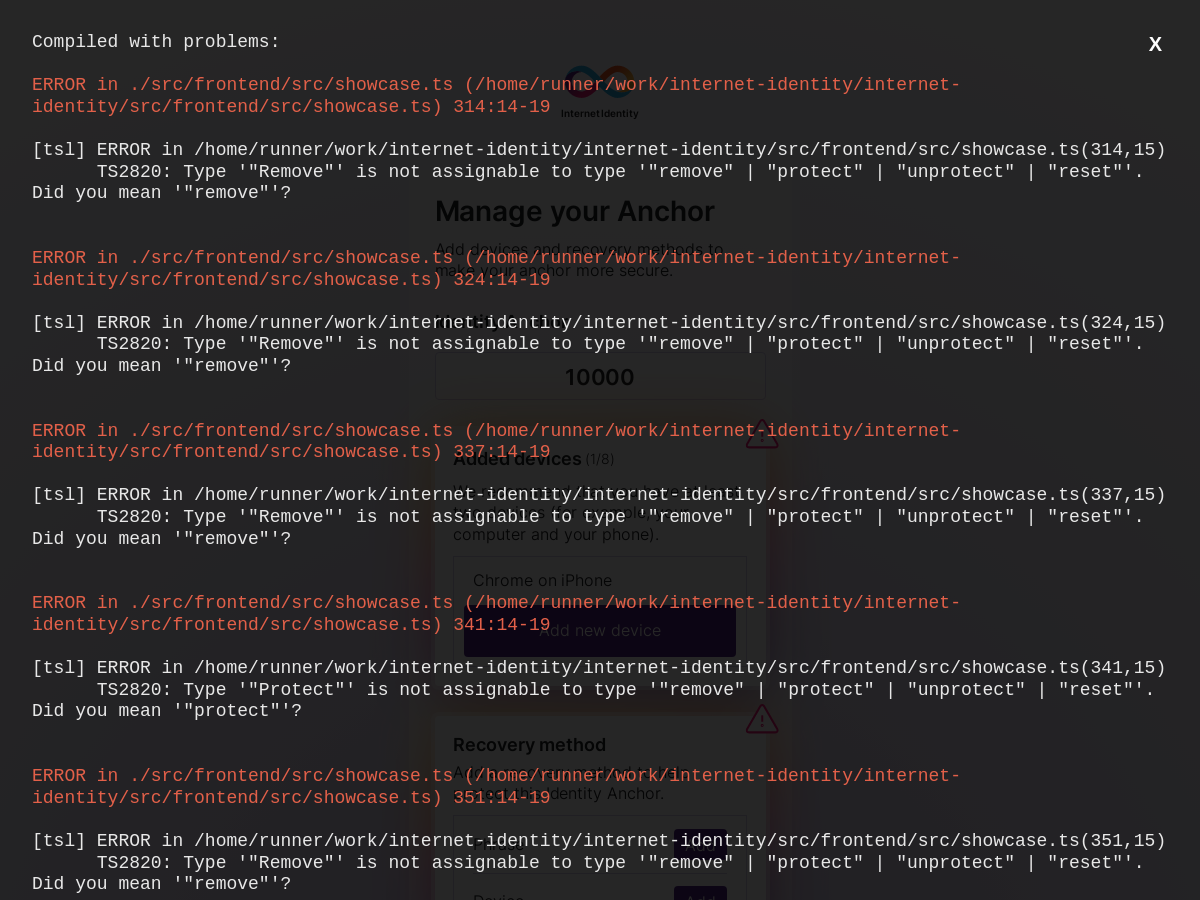 Compiled with problems:
X
ERROR in ./src/frontend/src/showcase.ts (/home/runner/work/internet-identity/internet-
identity/src/frontend/src/showcase.ts) 314:14-19
Internet Identity
[tsl] ERROR in /home/runner/work/internet-identity/internet-identity/src/frontend/src/showcase.ts(314,15)
TS2820: Type '"Remove"' is not assignable to type '"remove" | "protect" | "unprotect" | "reset"'.
Did you mean '"remove"'?
Manage your Anchor
Add devices and recovery methods to
make your anchor more secure.
ERROR in ./src/frontend/src/showcase.ts (/home/runner/work/internet-identity/internet-
identity/src/frontend/src/showcase.ts) 324:14-19
[tsl] ERROR in /home/runner/work/internet-identity/internet-identity/src/frontend/src/showcase.ts(324,15)
TS2820: Type '"Remove"' is not assignable to type '"remove" | "protect" | "unprotect" | "reset"'.
Did you mean '"remove"'?
10000
ERROR in ./src/frontend/src/showcase.ts (/home/runner/work/internet-identity/internet-
identity/src/frontend/src/showcase.ts) 337:14-19
Added devices (1/8)
[tsl] ERROR in /home/runner/work/internet-identity/internet-identity/src/frontend/src/showcase.ts(337,15)
TS2820: Type '"Remove"' is not assignable to type '"remove" | "protect" | "unprotect" | "reset"'.
Did you mean '"remove"'?
computer and your phone).
Chrome on iPhone
ERROR in ./src/frontend/src/showcase.ts (/home/runner/work/internet-identity/internet-
identity/src/frontend/src/showcase.ts) 341:14-19
Add new device
[tsl] ERROR in /home/runner/work/internet-identity/internet-identity/src/frontend/src/showcase.ts(341,15)
TS2820: Type '"Protect"' is not assignable to type '"remove" | "protect" | "unprotect" | "reset"'.
Did you mean '"protect"'?
Recovery method
ERROR in ./src/frontend/src/showcase.ts (/home/runner/work/internet-identity/internet-
identity/src/frontend/src/showcase.ts) 351:14-19
Identity Anchor.
[tsl] ERROR in /home/runner/work/internet-identity/internet-identity/src/frontend/src/showcase.ts(351,15)
TS2820: Type '"Remove"' is not assignable to type '"remove" | "protect" | "unprotect" | "reset"'.
Did you mean '"remove"'?